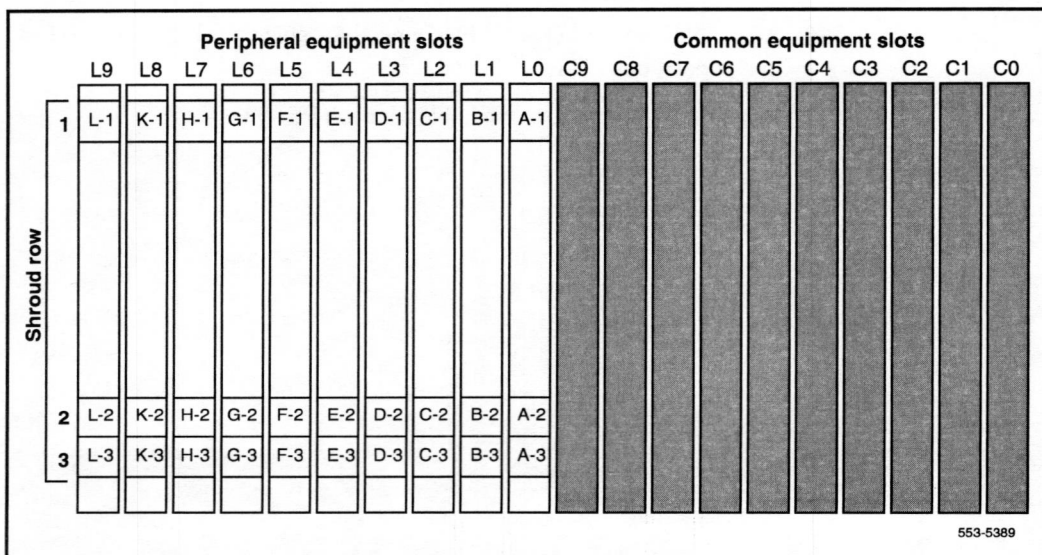 Peripheral equipment slots Common equipment slots
L9 L8 L7 L6 L5 L4 L3 L2 L1 L0 C9 C8 C7 C6 C5 C4 C3 C2 C1 C0
Shroud row
1 L-1 K-1 H-1 G-1 F-1 E-1 D-1 C-1 B-1 A-1
2 L-2 K-2 H-2 G-2 F-2 E-2 D-2 C-2 B-2 A-2
3 L-3 K-3 H-3 G-3 F-3 E-3 D-3 C-3 B-3 A-3
553-5389